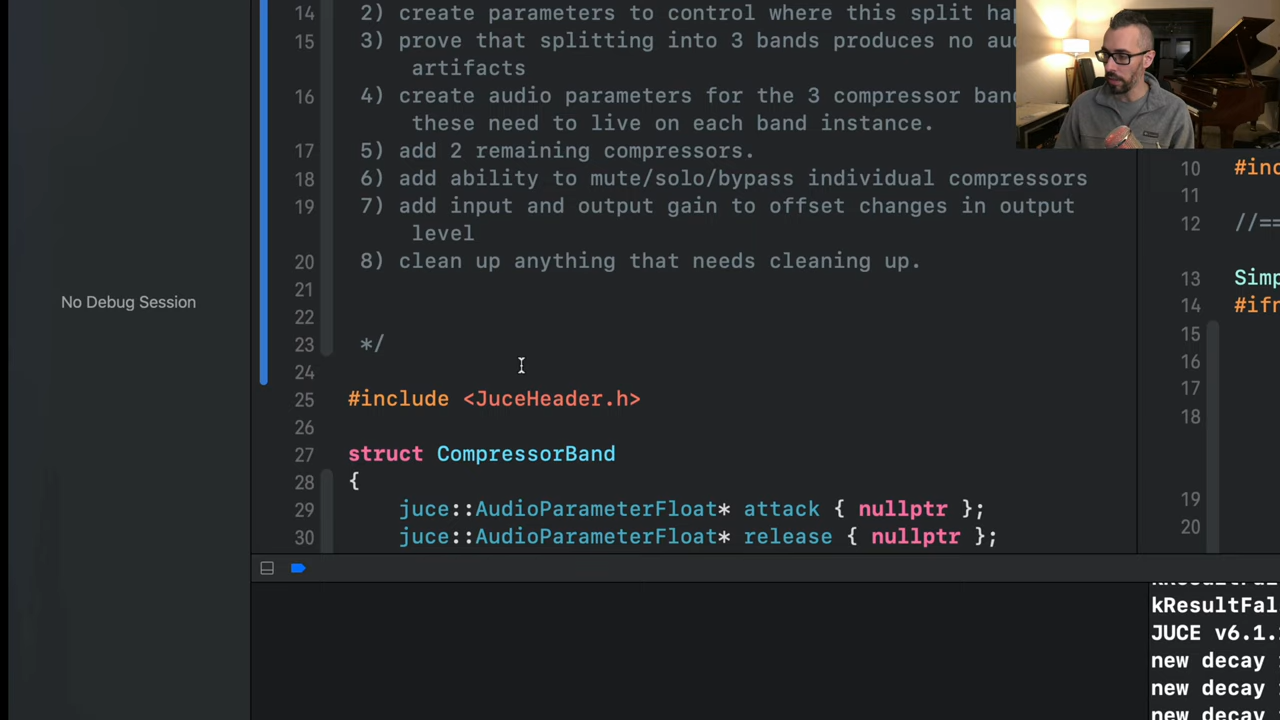 14 2) create parameters to control where this split
15 3) prove that splitting into 3 bands produces no
artifacts
16 4) create audio parameters for the 3 compressor
these need to live on each band instance.
17 5) add 2 remaining compressors.
18 6) add ability to mute/solo/bypass individual compressors
19 7) add input and output gain to offset changes in output
level
20 8) clean up anything that needs cleaning up.
21
22
23 */
24
25 #include <JuceHeader.h>
26
27 struct CompressorBand
28 {
29 juce::AudioParameterFloat* attack { nullptr };
30 juce::AudioParameterFloat* release { nullptr };
No Debug Session
10 #inc
11
12 //==
13 Simp
14 #ifn
15
16
17
18
19
20
kResultFal
JUCE v6.1.
new decay
new decay
new decay